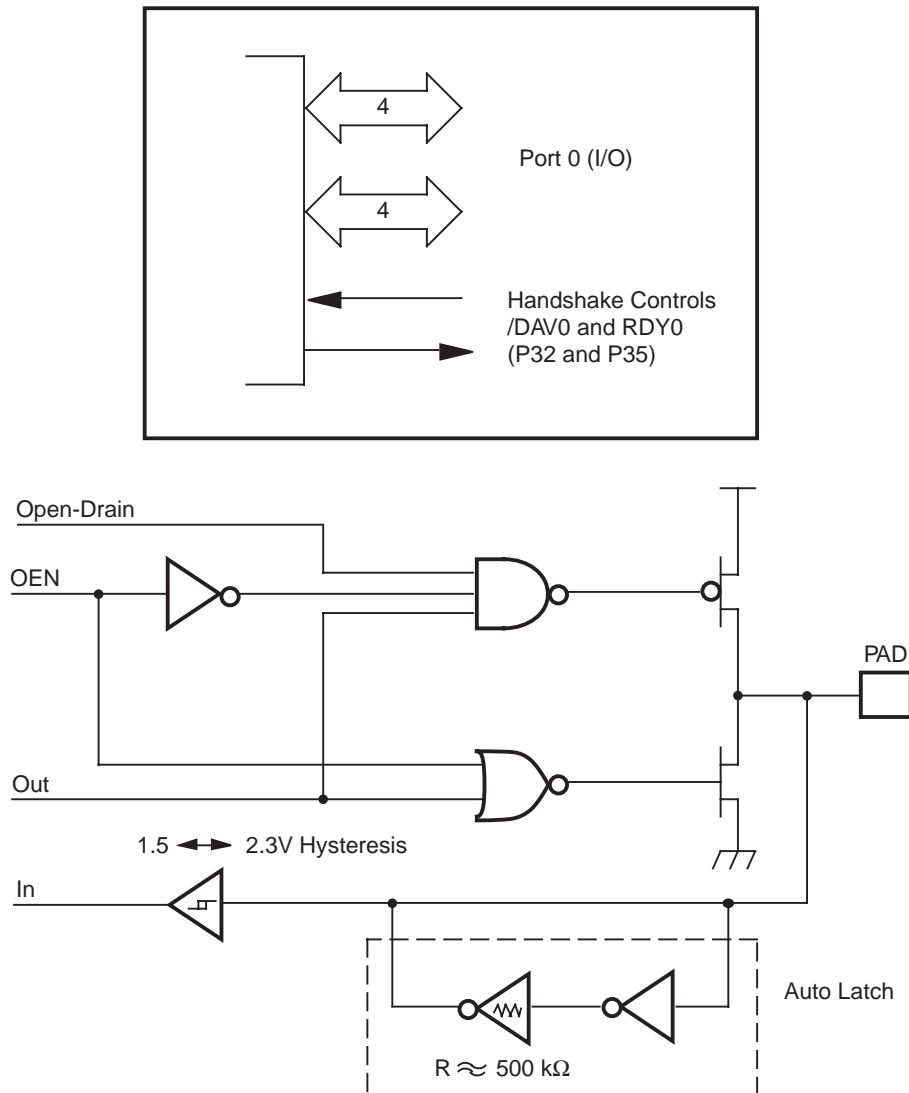 4
Port 0 (I/O)
4
Handshake Controls
/DAV0 and RDY0
(P32 and P35)
Open-Drain
OEN
PAD
Out
1.5 2.3V Hysteresis
In
Auto Latch
R ≈ 500 kΩ